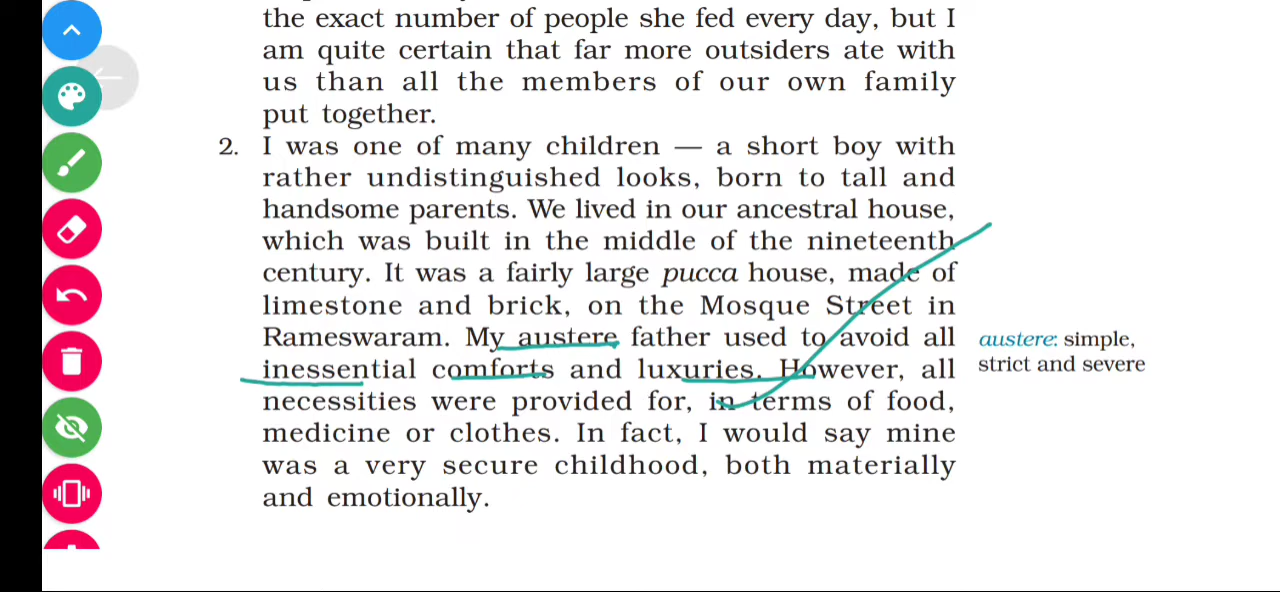 the exact number of people she fed every day, but I
am quite certain that far more outsiders ate with
us than all the members of our own family
put together.
2. I was one of many children — a short boy with
rather undistinguished looks, born to tall and
handsome parents. We lived in our ancestral house,
which was built in the middle of the nineteenth
century. It was a fairly large pucca house, made of
limestone and brick, on the Mosque Street in
Rameswaram. My austere father used to avoid all
inessential comforts and luxuries. However, all
necessities were provided for, in terms of food,
medicine or clothes. In fact, I would say mine
was a very secure childhood, both materially
and emotionally.
austere: simple,
strict and severe